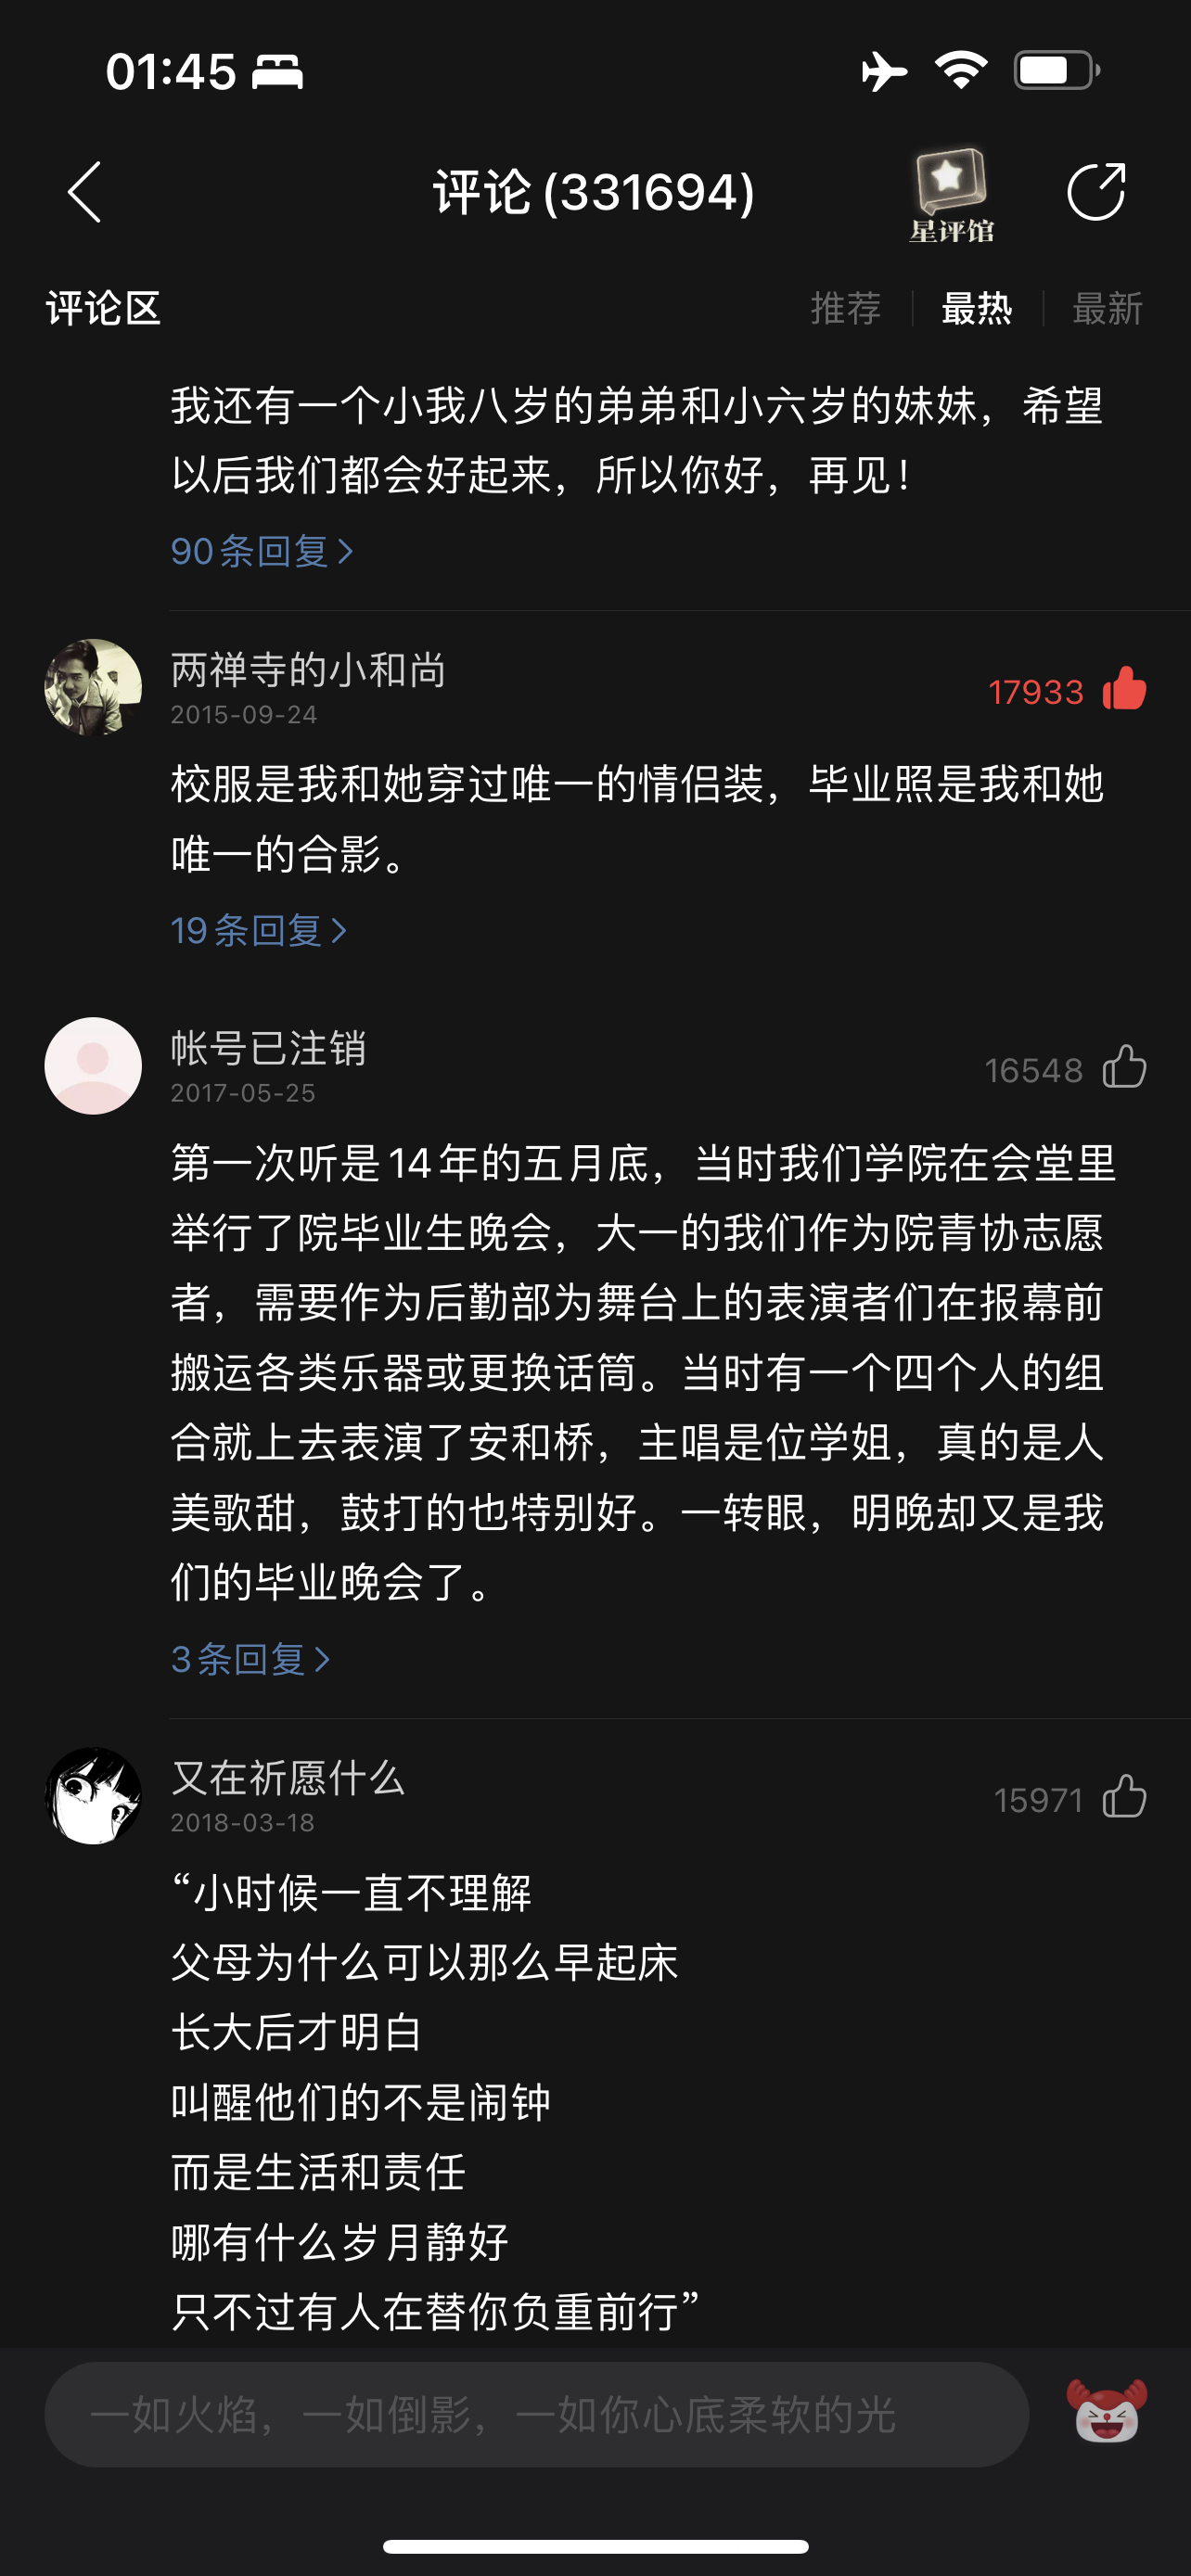 01:45
评论(331694)
星评馆
评论区
推荐
最热
最新
我还有一个小我八岁的弟弟和小六岁的妹妹，希望
以后我们都会好起来，所以你好，再见！
90条回复
两禅寺的小和尚
17933
2015-09-24
校服是我和她穿过唯一的情侣装，毕业照是我和她
唯一的合影。
19条回复
帐号已注销
16548
2017-05-25
第一次听是14年的五月底，当时我们学院在会堂里
举行了院毕业生晚会，大一的我们作为院青协志愿
者，需要作为后勤部为舞台上的表演者们在报幕前
搬运各类乐器或更换话筒。当时有一个四个人的组
合就上去表演了安和桥，主唱是位学姐，真的是人
美歌甜，鼓打的也特别好。一转眼，明晚却又是我
们的毕业晚会了。
3条回复
又在祈愿什么
15971
2018-03-18
“小时候一直不理解
父母为什么可以那么早起床
长大后才明白
叫醒他们的不是闹钟
而是生活和责任
哪有什么岁月静好
只不过有人在替你负重前行”
一如火焰，一如倒影，一如你心底柔软的光